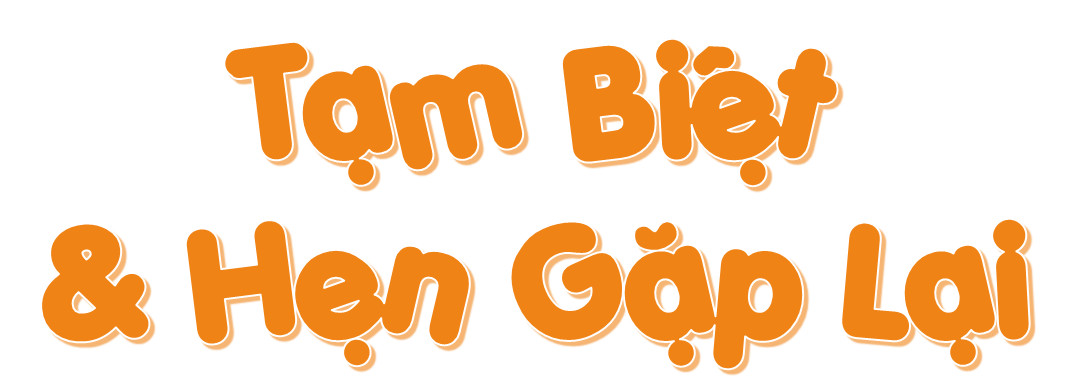 Tạm Biệt
& Hẹn Gặp Lại